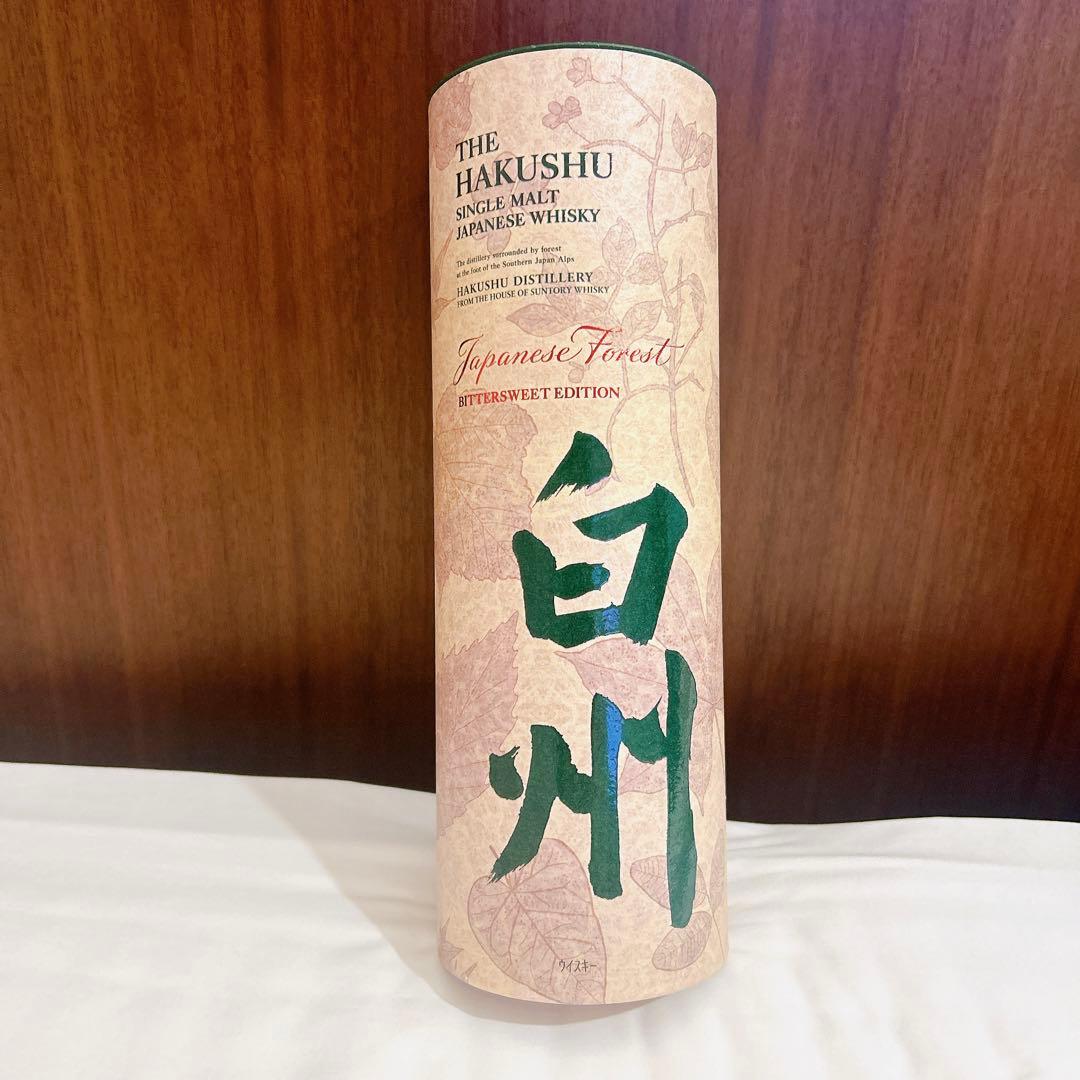 THE
HAKUSHU
SINGLE MALT
JAPANESE WHISKY
The distillery surrounded by forest
at the foot of the Southern Japan Alps
HAKUSHU DISTILLERY
FROM THE HOUSE OF SUNTORY WHISKY
Japanese Forest
BITTERSWEET EDITION
白州
ウイスキー